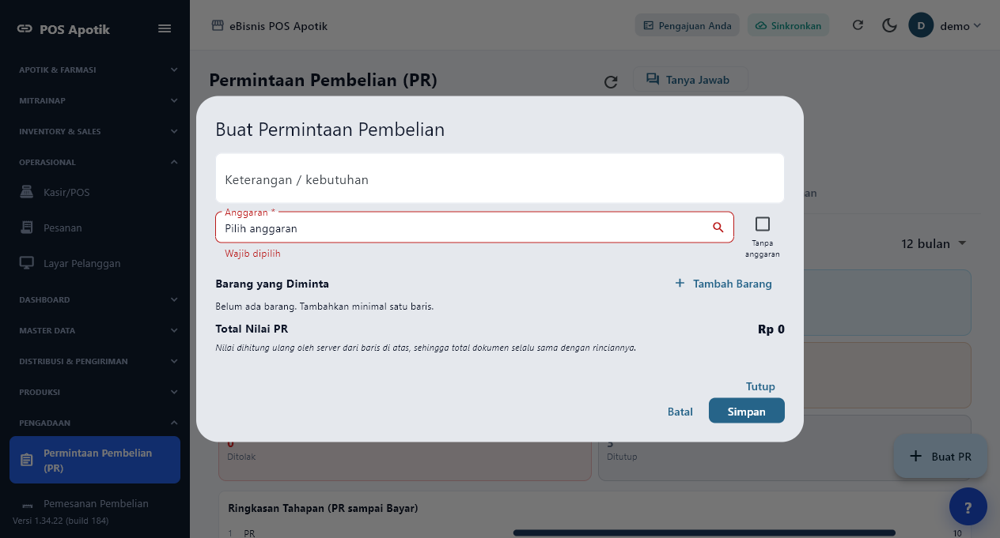 POS Apotik
eBisnis POS Apotik
Pengajuan Anda
Sinkronkan
D
demo
APOTIK & FARMASI
MITRAINAP
INVENTORY & SALES
OPERASIONAL
Kasir/POS
Pesanan
Layar Pelanggan
DASHBOARD
MASTER DATA
DISTRIBUSI & PENGIRIMAN
PRODUKSI
PENGADAAN
Permintaan Pembelian
(PR)
Pemesanan Pembelian
Versi 1.34.22 (build 184)
Permintaan Pembelian (PR)
Tanya Jawab
12 bulan
Buat Permintaan Pembelian
Keterangan / kebutuhan
Anggaran *
Pilih anggaran
Wajib dipilih
Tanpa
anggaran
Barang yang Diminta
Tambah Barang
Belum ada barang. Tambahkan minimal satu baris.
Total Nilai PR
Rp 0
Nilai dihitung ulang oleh server dari baris di atas, sehingga total dokumen selalu sama dengan rinciannya.
Tutup
Batal
Simpan
0
Ditolak
Ditutup
Buat PR
Ringkasan Tahapan (PR sampai Bayar)
1 PR
10
?